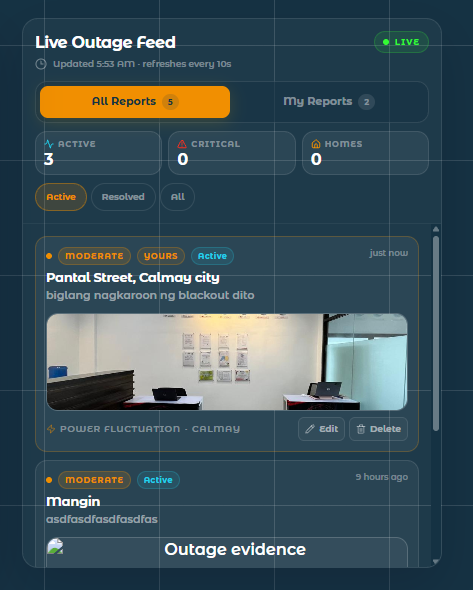 Live Outage Feed
LIVE
Updated 5:53 AM · refreshes every 10s
All Reports 5
My Reports 2
ACTIVE
3
CRITICAL
0
HOMES
0
Active
Resolved
All
MODERATE YOURS Active
just now
Pantal Street, Calmay city
biglang nagkaroon ng blackout dito
POWER FLUCTUATION · CALMAY
Edit
Delete
MODERATE Active
9 hours ago
Mangin
asdfasdfasdfasdfas
Outage evidence